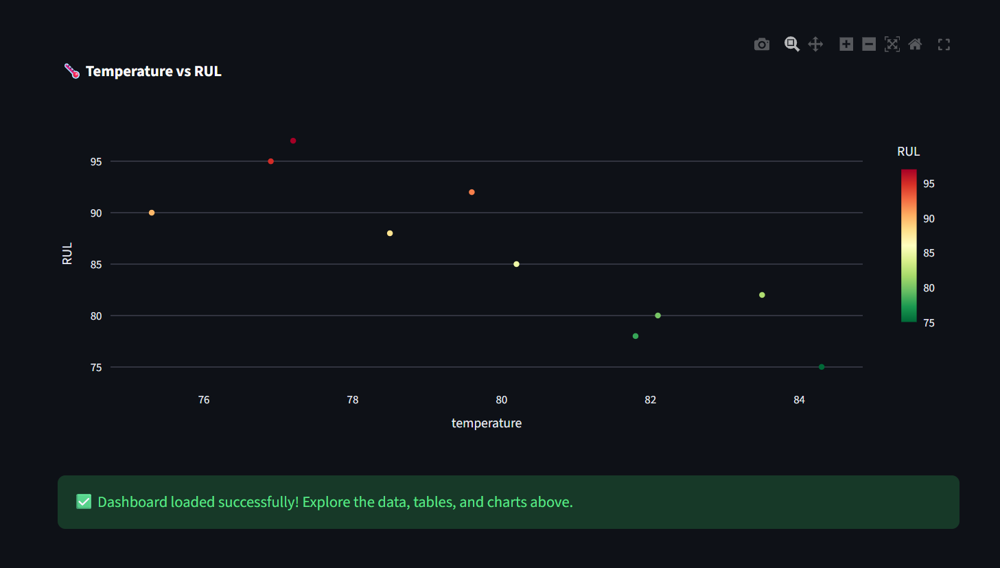 Temperature vs RUL
RUL
95
90
85
80
75
RUL
95
90
85
80
75
76 78 80 82 84
temperature
Dashboard loaded successfully! Explore the data, tables, and charts above.